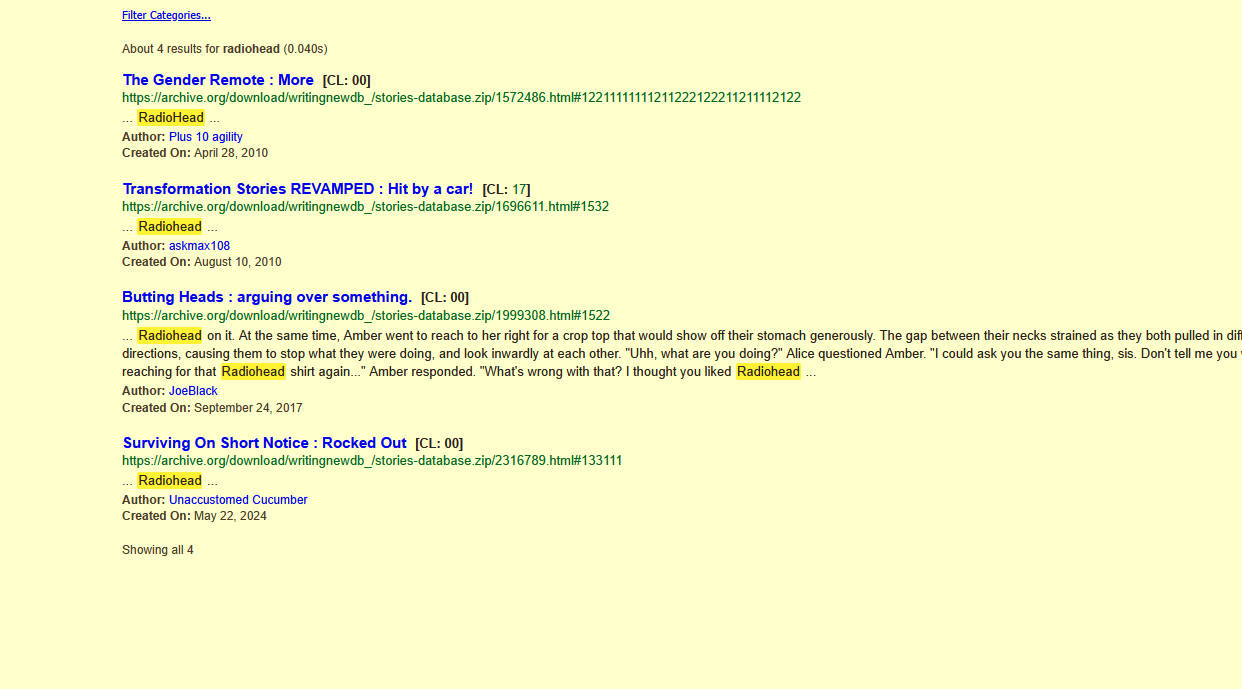 Filter Categories...
About 4 results for radiohead (0.040s)
The Gender Remote : More [CL: 00]
https://archive.org/download/writingnewdb_/stories-database.zip/1572486.html#12211111111211222122211211112122
... RadioHead ...
Author: Plus 10 agility
Created On: April 28, 2010
Transformation Stories REVAMPED : Hit by a car! [CL: 17]
https://archive.org/download/writingnewdb_/stories-database.zip/1696611.html#1532
... Radiohead ...
Author: askmax108
Created On: August 10, 2010
Butting Heads : arguing over something. [CL: 00]
https://archive.org/download/writingnewdb_/stories-database.zip/1999308.html#1522
... Radiohead on it. At the same time, Amber went to reach to her right for a crop top that would show off their stomach generously. The gap between their necks strained as they both pulled in
directions, causing them to stop what they were doing, and look inwardly at each other. "Uhh, what are you doing?" Alice questioned Amber. "I could ask you the same thing, sis. Don't tell me you
reaching for that Radiohead shirt again..." Amber responded. "What's wrong with that? I thought you liked Radiohead ...
Author: JoeBlack
Created On: September 24, 2017
Surviving On Short Notice : Rocked Out [CL: 00]
https://archive.org/download/writingnewdb_/stories-database.zip/2316789.html#133111
... Radiohead ...
Author: Unaccustomed Cucumber
Created On: May 22, 2024
Showing all 4